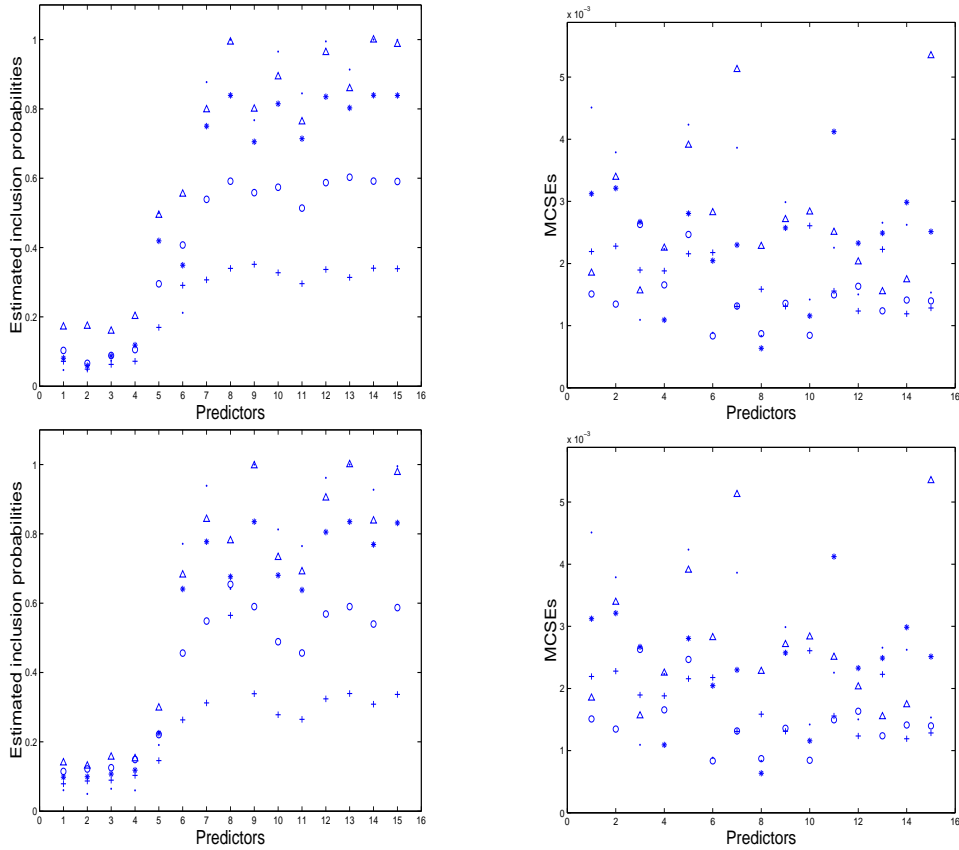 Estimated inclusion probabilities
1
0.8
0.6
0.4
0.2
0
0 1 2 3 4 5 6 7 8 9 10 11 12 13 14 15 16
Predictors
x 10⁻³
MCSEs
5
4
3
2
1
0
0 2 4 6 8 10 12 14 16
Predictors
Estimated inclusion probabilities
1
0.8
0.6
0.4
0.2
0
0 1 2 3 4 5 6 7 8 9 10 11 12 13 14 15 16
Predictors
x 10⁻³
MCSEs
5
4
3
2
1
0
0 2 4 6 8 10 12 14 16
Predictors